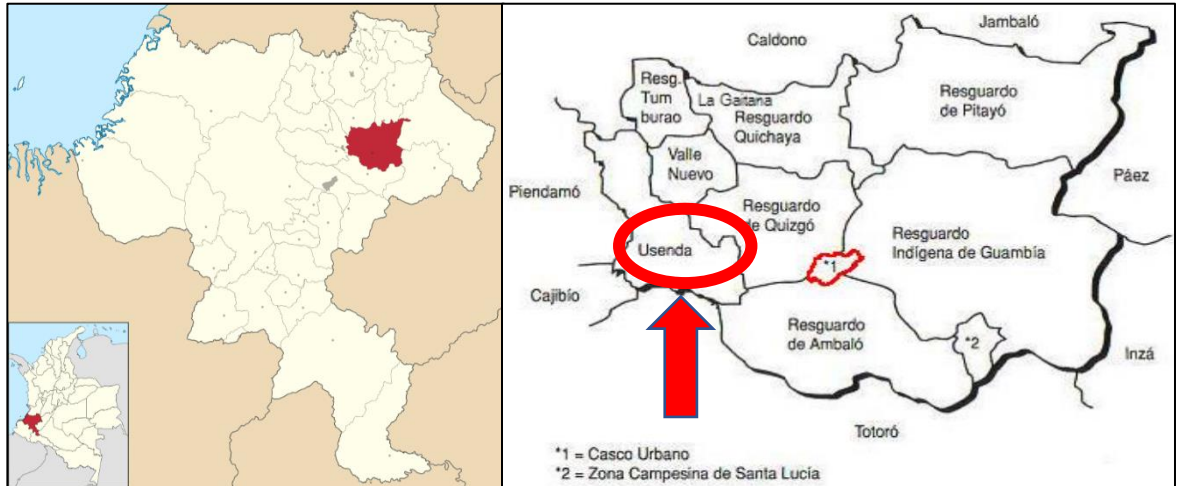 Jambaló
Caldono
Resg.
Tum
burao
La Gaitana
Resguardo
Quichaya
Resguardo
de Pitayó
Valle
Nuevo
Piendamó
Páez
Resguardo
de Quizgó
Usenda
Resguardo
Indígena de Guambía
*1
Cajibío
Resguardo
de Ambaló
*2
Inzá
Totoró
*1 = Casco Urbano
*2 = Zona Campesina de Santa Lucía